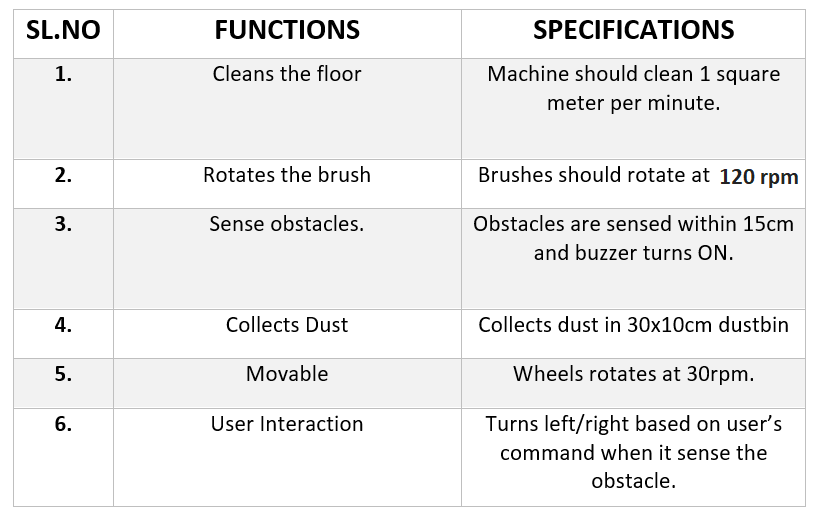 SL.NO FUNCTIONS SPECIFICATIONS
1. Cleans the floor Machine should clean 1 square
meter per minute.
2. Rotates the brush Brushes should rotate at 120 rpm
3. Sense obstacles. Obstacles are sensed within 15cm
and buzzer turns ON.
4. Collects Dust Collects dust in 30x10cm dustbin
5. Movable Wheels rotates at 30rpm.
6. User Interaction Turns left/right based on user’s
command when it sense the
obstacle.